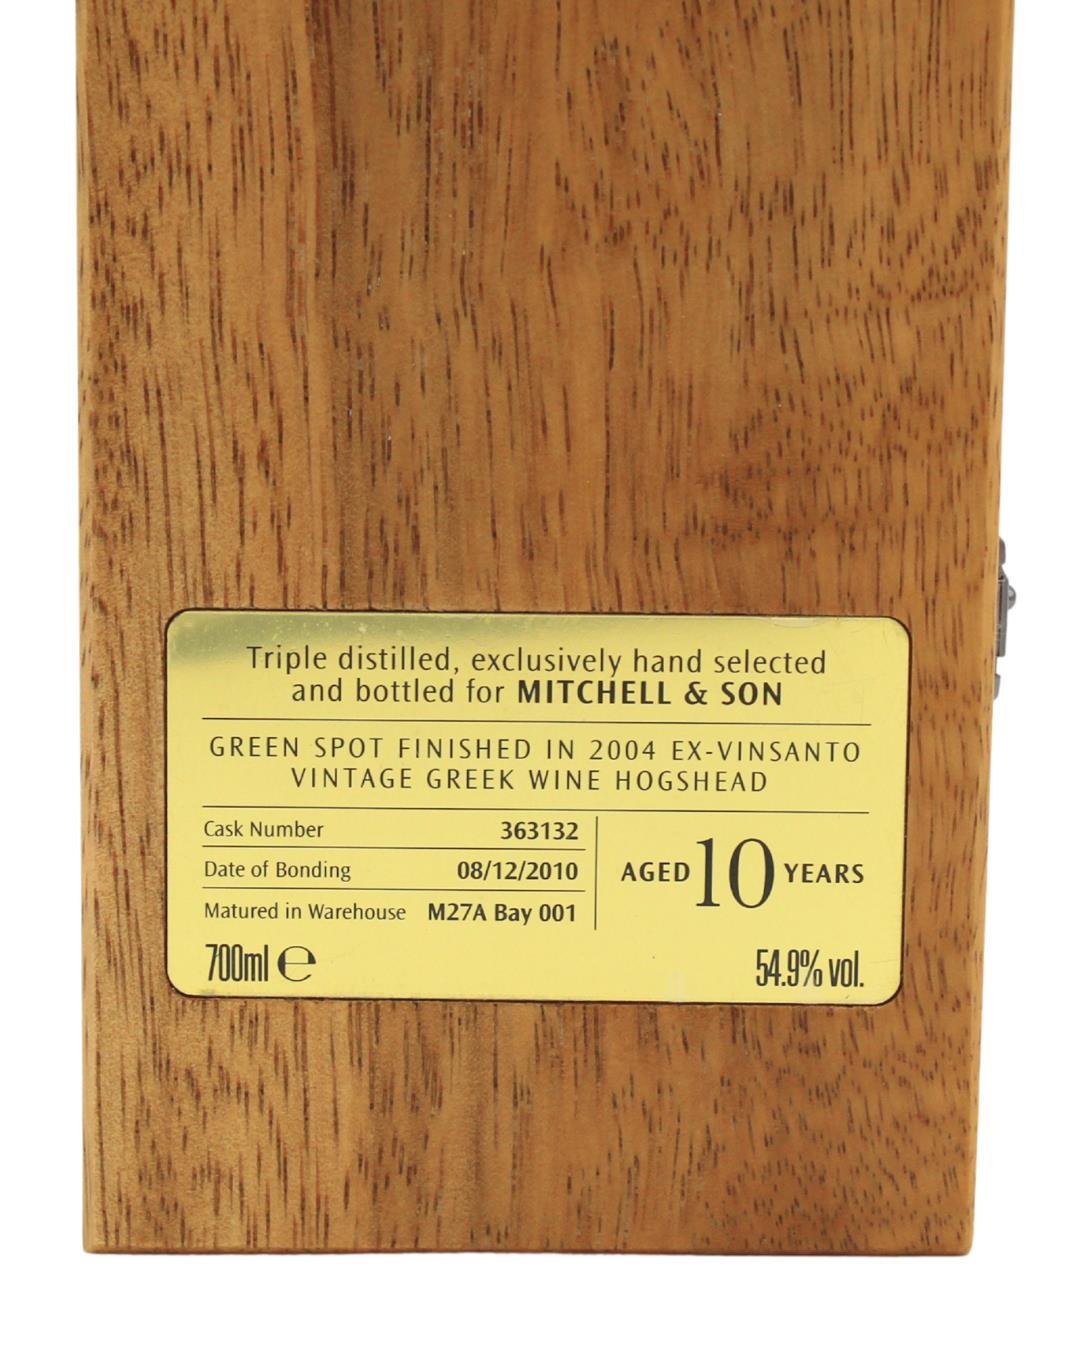 Triple distilled, exclusively hand selected
and bottled for MITCHELL & SON
GREEN SPOT FINISHED IN 2004 EX-VINSANTO
VINTAGE GREEK WINE HOGSHEAD
Cask Number 363132
Date of Bonding 08/12/2010
Matured in Warehouse M27A Bay 001
AGED 10 YEARS
700ml ℮
54.9% vol.